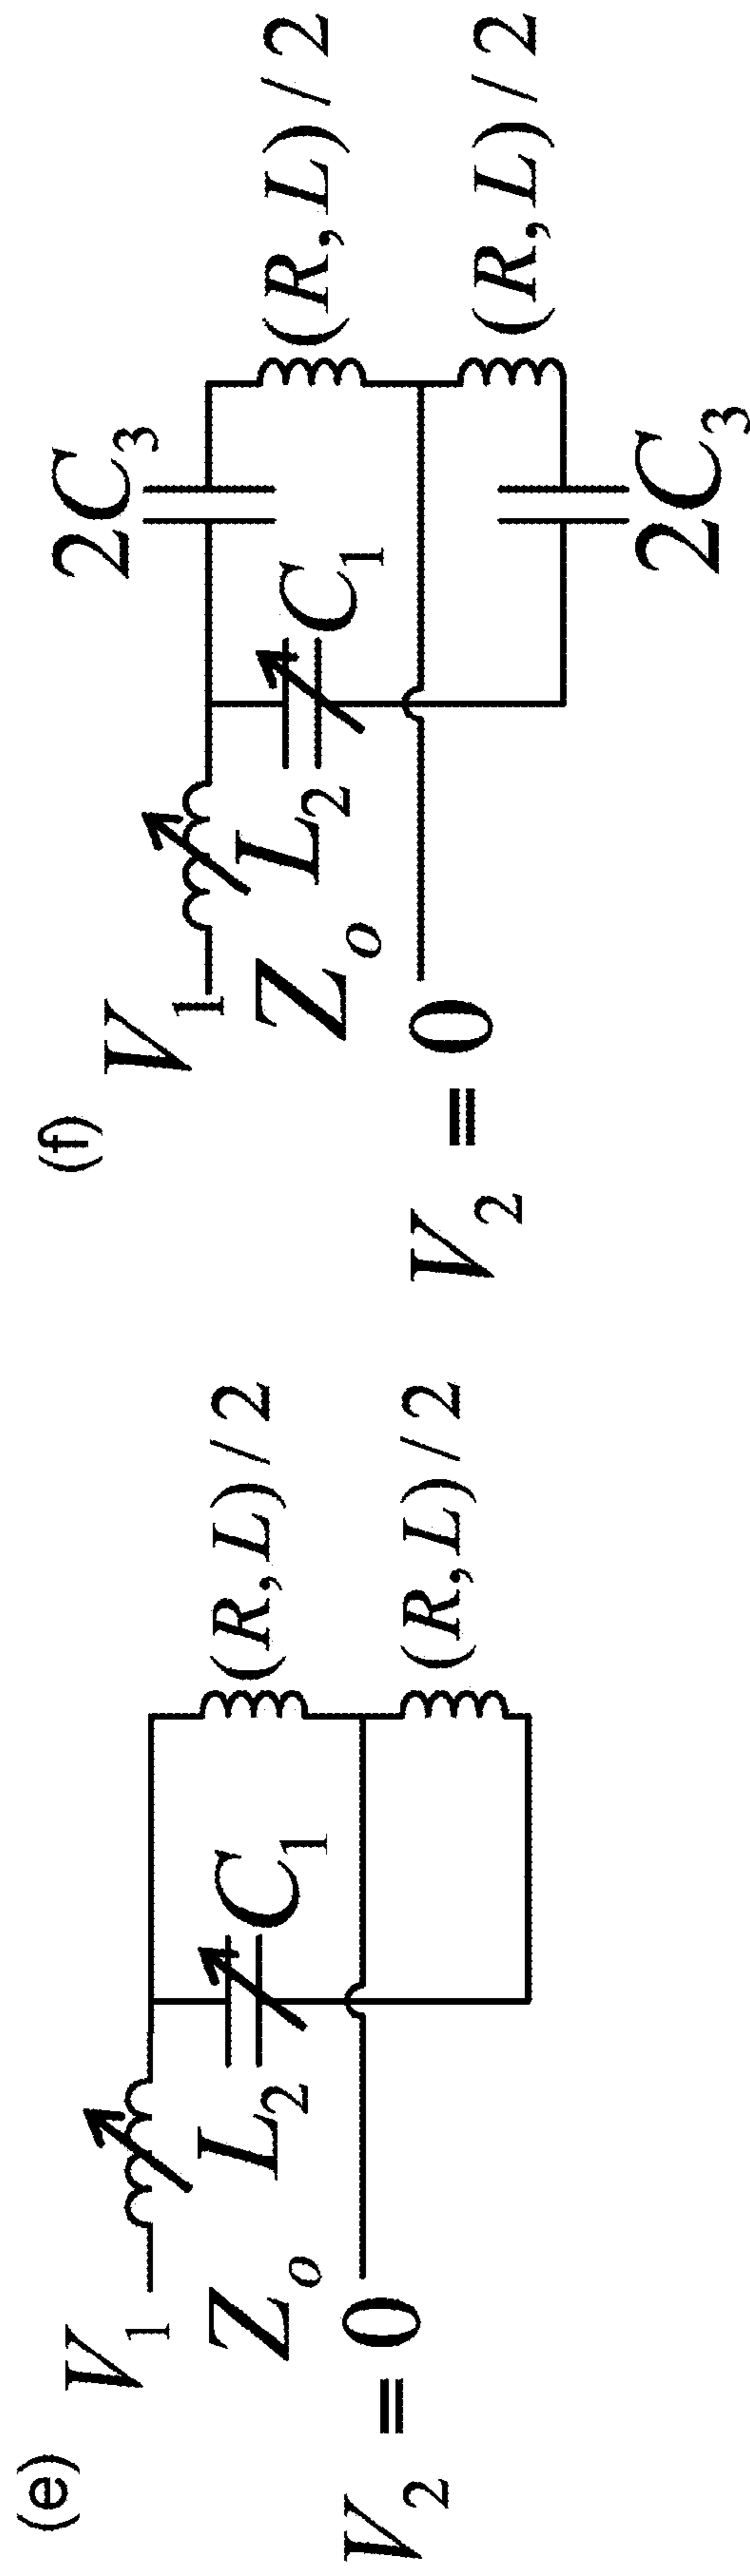 (e)
V₁
Zₒ
V₂ = 0
L₂
C₁
(R, L) / 2
(R, L) / 2
(f)
V₁
Zₒ
V₂ = 0
L₂
C₁
2C₃
2C₃
(R, L) / 2
(R, L) / 2